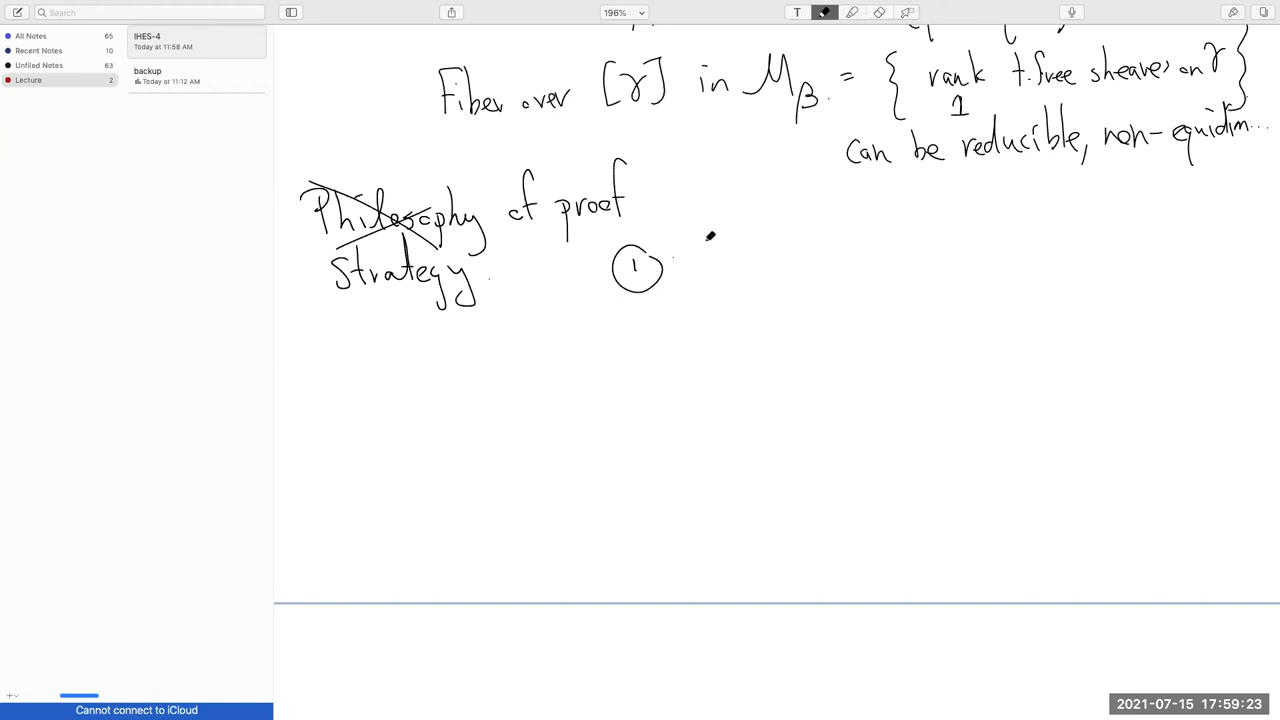 196%
T
Search
All Notes 65
Recent Notes 10
Unfiled Notes 63
Lecture 2
IHES-4
Today at 11:58 AM
backup
Today at 11:12 AM
Fiber over [γ] in M_β = { rank 1 t.free sheaves on γ }
can be reducible, non-equidim...
Philosophy of proof
Strategy
1
Cannot connect to iCloud
2021-07-15 17:59:23